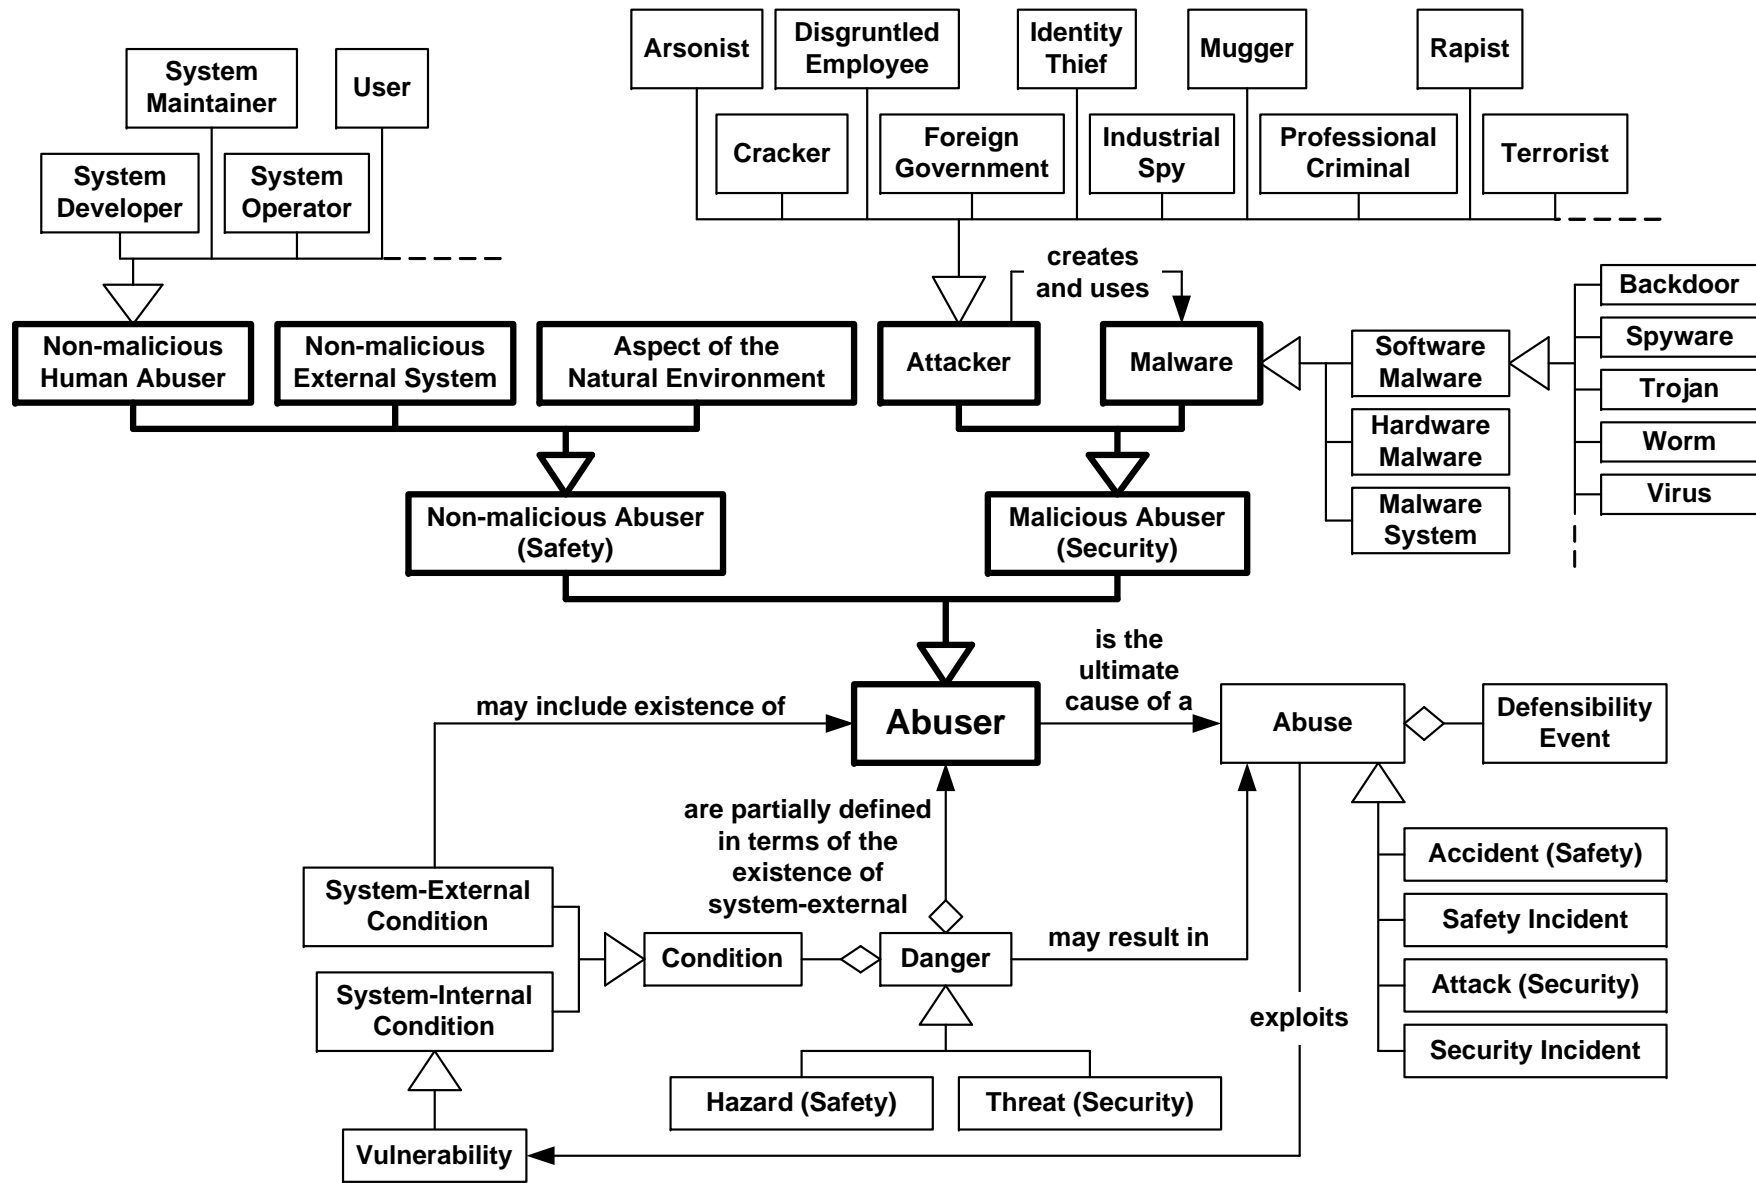 Arsonist
Disgruntled
Employee
Identity
Thief
Mugger
Rapist
System
Maintainer
User
Cracker
Foreign
Government
Industrial
Spy
Professional
Criminal
Terrorist
System
Developer
System
Operator
creates
and uses
Backdoor
Spyware
Trojan
Worm
Virus
Non-malicious
Human Abuser
Non-malicious
External System
Aspect of the
Natural Environment
Attacker
Malware
Software
Malware
Hardware
Malware
Malware
System
Non-malicious Abuser
(Safety)
Malicious Abuser
(Security)
is the
ultimate
cause of a
may include existence of
Abuser
Abuse
Defensibility
Event
are partially defined
in terms of the
existence of
system-external
Accident (Safety)
Safety Incident
Attack (Security)
Security Incident
System-External
Condition
Condition
Danger
may result in
System-Internal
Condition
exploits
Hazard (Safety)
Threat (Security)
Vulnerability